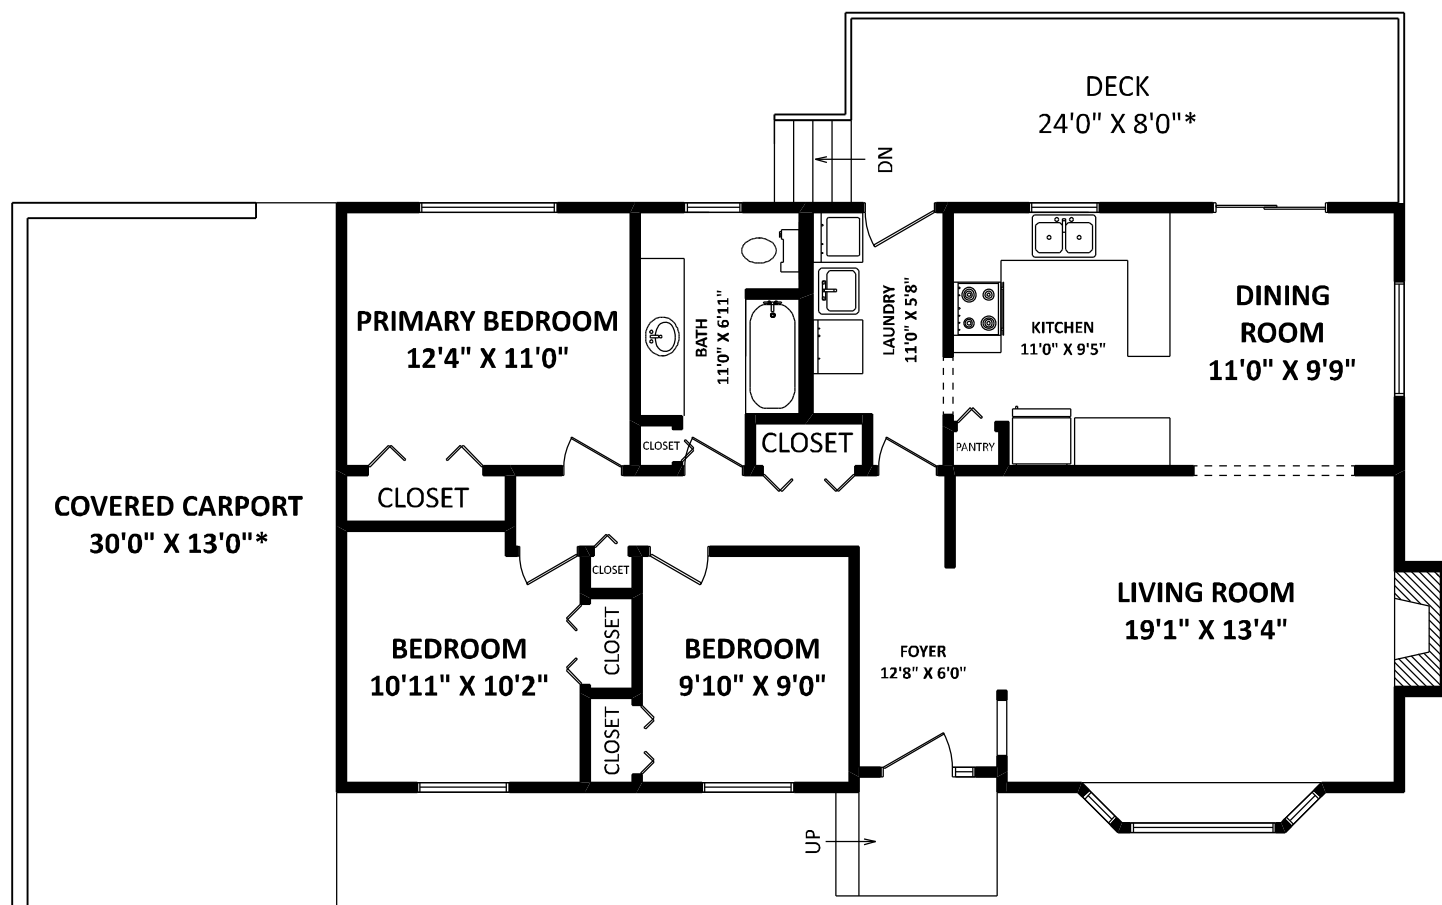 DECK
24'0" X 8'0"*
DN
PRIMARY BEDROOM
12'4" X 11'0"
BATH
11'0" X 6'11"
LAUNDRY
11'0" X 5'8"
KITCHEN
11'0" X 9'5"
DINING
ROOM
11'0" X 9'9"
CLOSET
CLOSET
PANTRY
CLOSET
COVERED CARPORT
30'0" X 13'0"*
CLOSET
BEDROOM
10'11" X 10'2"
CLOSET
CLOSET
BEDROOM
9'10" X 9'0"
FOYER
12'8" X 6'0"
LIVING ROOM
19'1" X 13'4"
UP